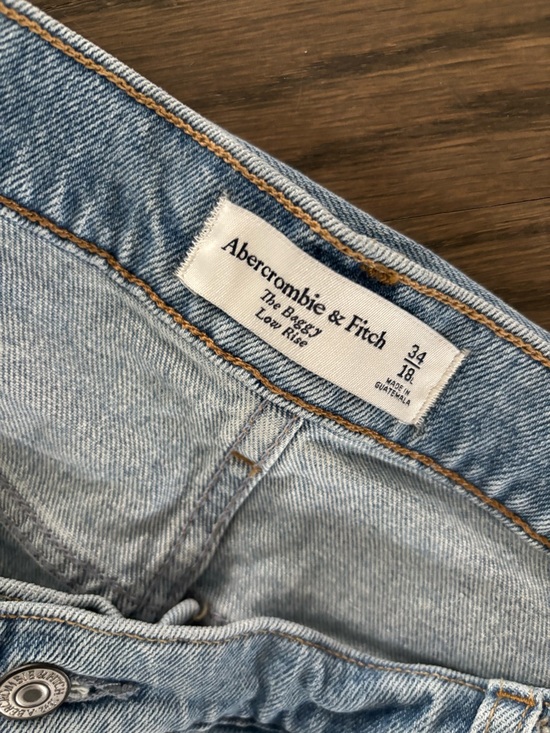 Abercrombie & Fitch
The Baggy
Low Rise
34
18L
MADE IN
GUATEMALA